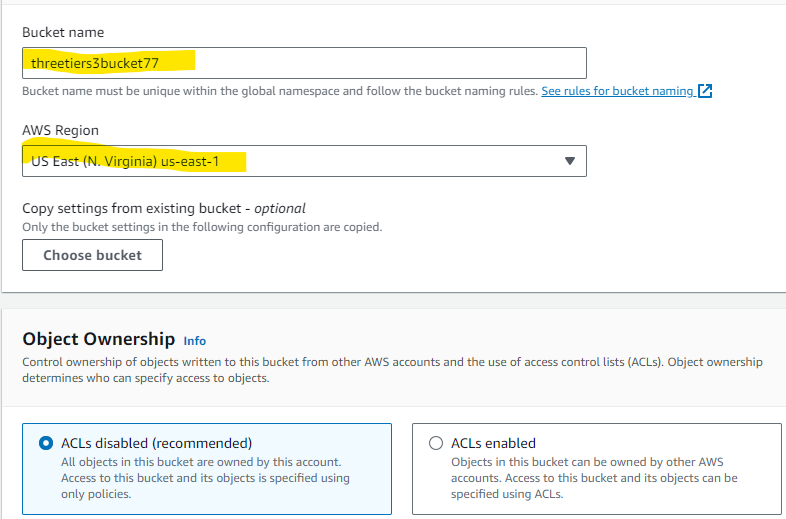 Bucket name
threetiers3bucket77
Bucket name must be unique within the global namespace and follow the bucket naming rules. See rules for bucket naming
AWS Region
US East (N. Virginia) us-east-1
Copy settings from existing bucket - optional
Only the bucket settings in the following configuration are copied.
Choose bucket
Object Ownership Info
Control ownership of objects written to this bucket from other AWS accounts and the use of access control lists (ACLs). Object ownership
determines who can specify access to objects.
ACLs disabled (recommended)
All objects in this bucket are owned by this account.
Access to this bucket and its objects is specified using
only policies.
ACLs enabled
Objects in this bucket can be owned by other AWS
accounts. Access to this bucket and its objects can be
specified using ACLs.